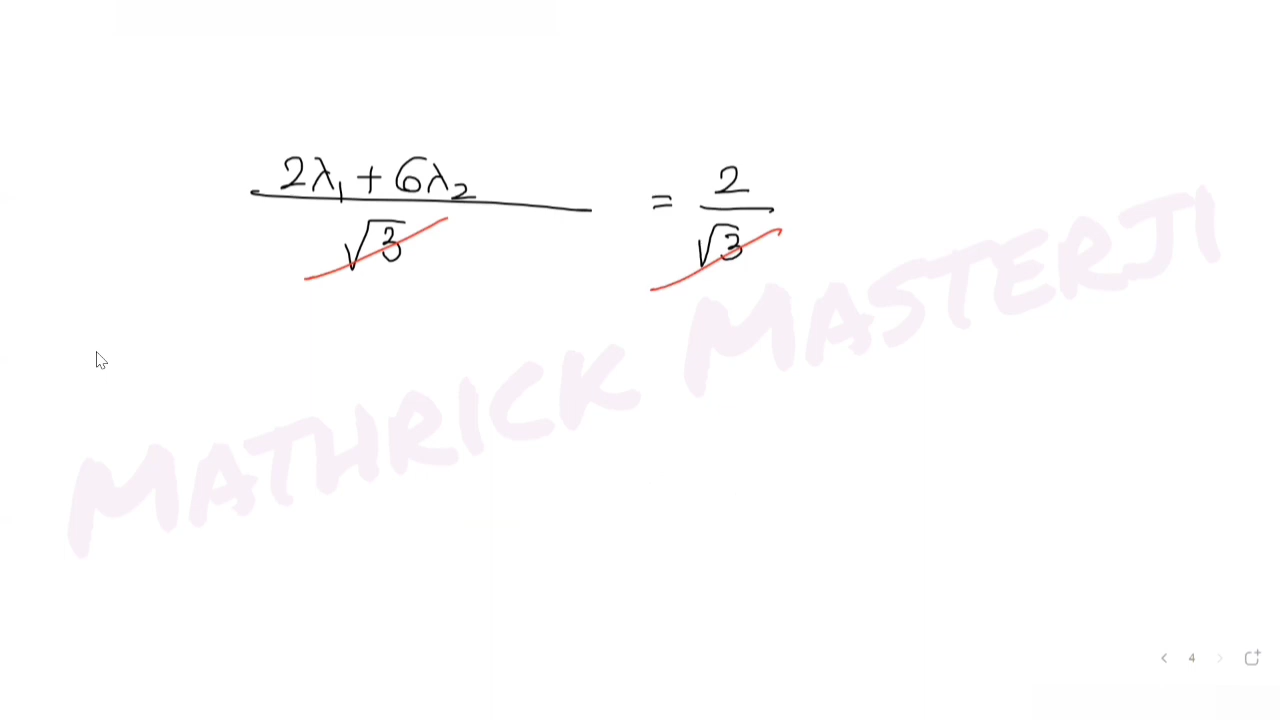 2λ₁ + 6λ₂ / √3 = 2 / √3
MATHRICK MASTERJI
< 4 >